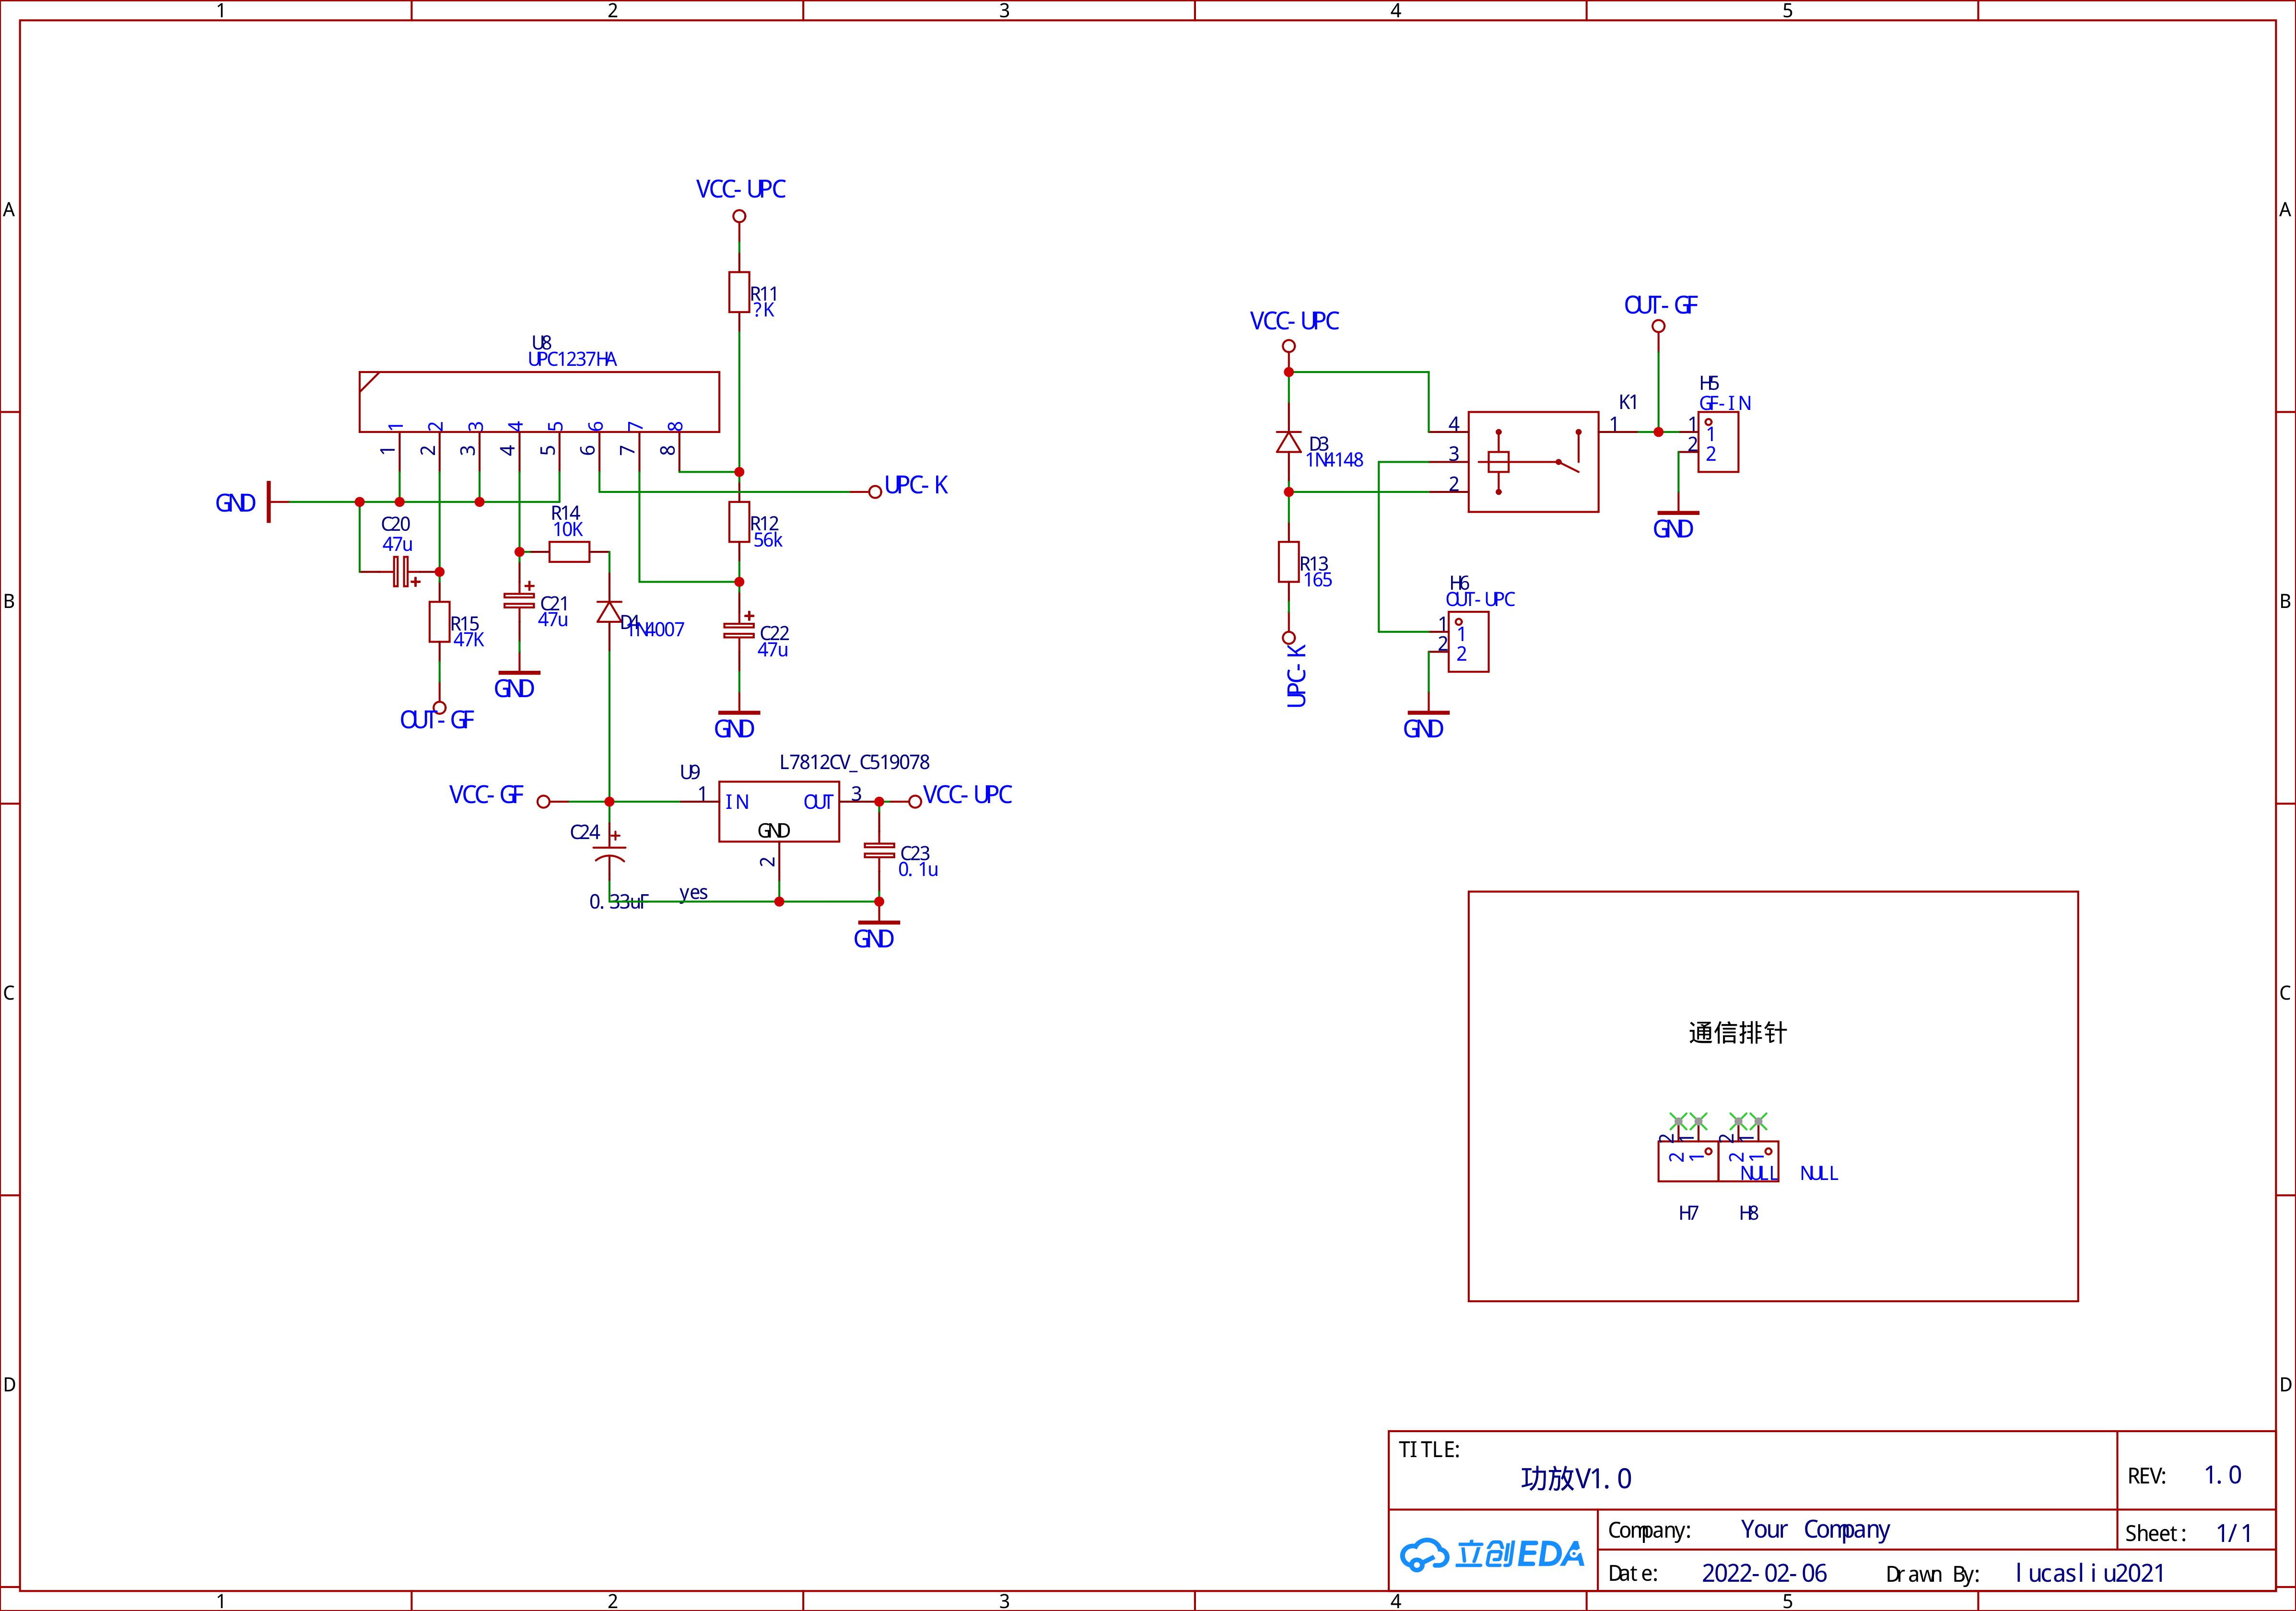 1 2 3 4 5
A A
VCC-UPC
R11
?K
U8
UPC1237HA
1 2 3 4 5 6 7 8
1 2 3 4 5 6 7 8
GND
UPC-K
C20
47u
R14
10K
R12
56k
R15
47K
C21
47u
D4
1N4007
C22
47u
OUT-GF
GND
GND
VCC-UPC
D3
1N4148
R13
165
UPC-K
4
3
2
K1
1
OUT-GF
H5
GF-IN
1 1
2 2
GND
H6
OUT-UPC
1 1
2 2
GND
B B
L7812CV_C519078
U9
VCC-GF
1 IN OUT 3
VCC-UPC
GND
2
C24
0.33uF
yes
C23
0.1u
GND
C C
通信排针
2 1 2 1
2 1 2 1
NULL NULL
H7 H8
D D
TITLE:
功放V1.0
REV: 1.0
立创EDA
Company: Your Company
Sheet: 1/1
Date: 2022-02-06 Drawn By: lucasliu2021
1 2 3 4 5